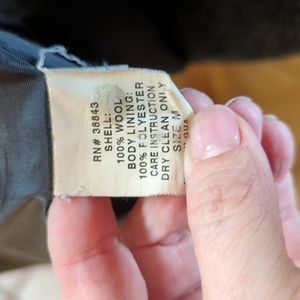 RN# 38843
SHELL:
100% WOOL
BODY LINING:
100% POLYESTER
CARE INSTRUCTION
DRY CLEAN ONLY
SIZE M